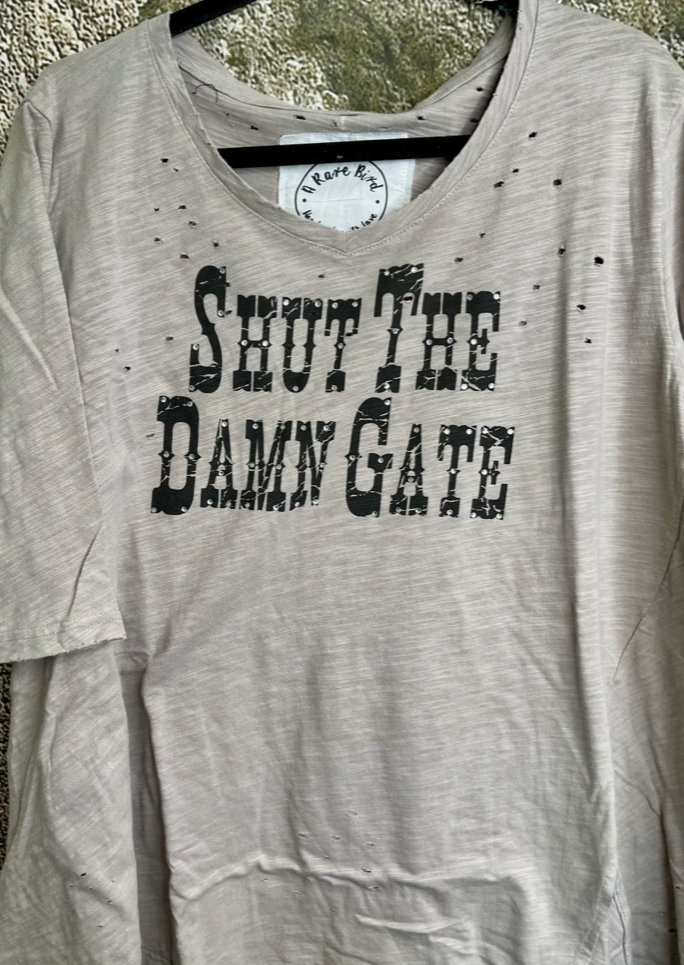 A Rare Bird
SHUT THE
DAMN GATE